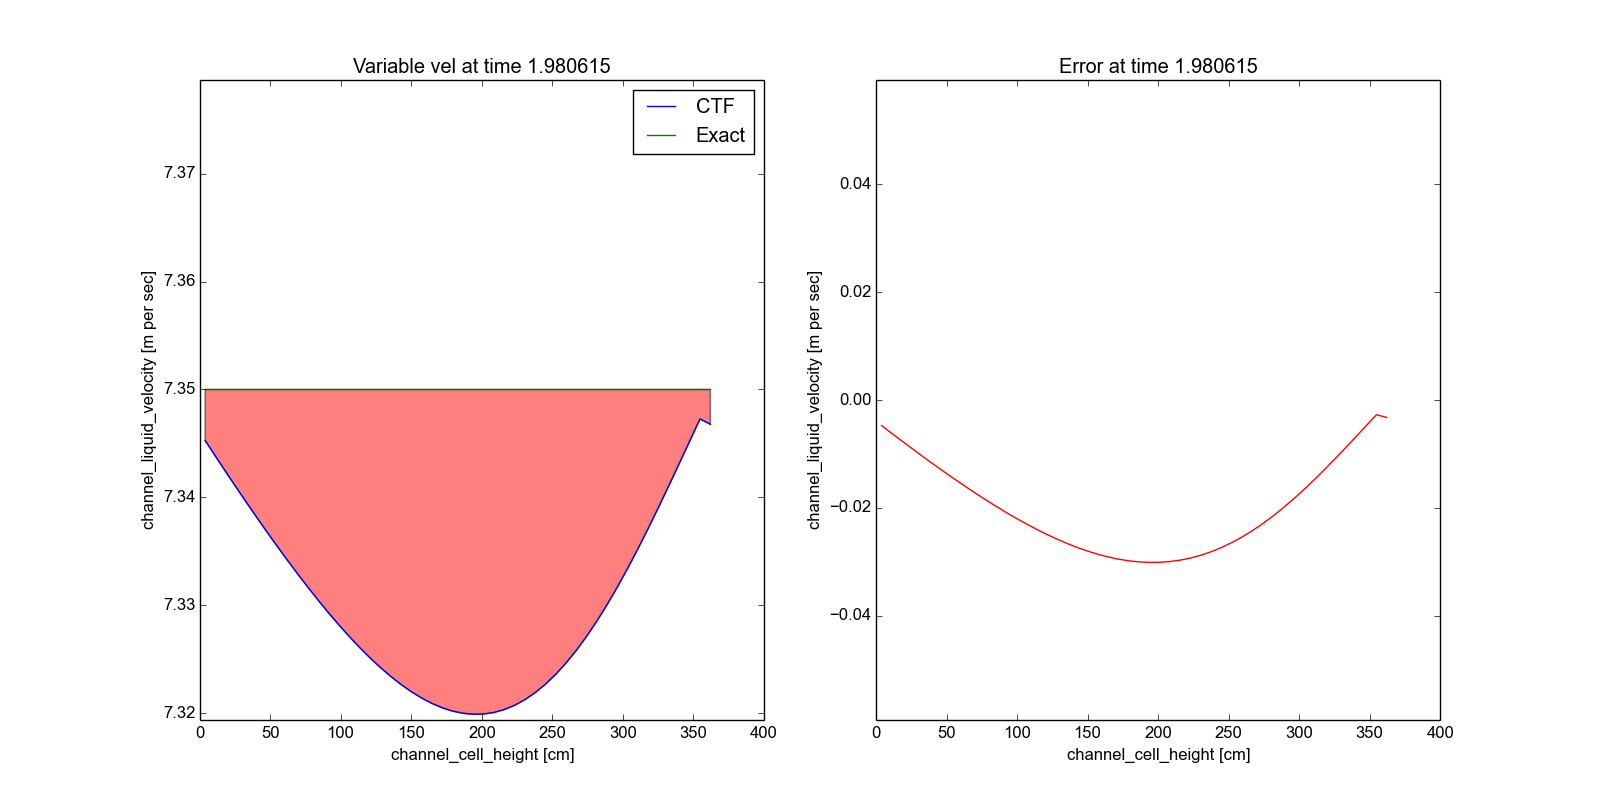 Variable vel at time 1.980615
CTF
Exact
7.37
7.36
7.35
7.34
7.33
7.32
channel_liquid_velocity [m per sec]
0 50 100 150 200 250 300 350 400
channel_cell_height [cm]
Error at time 1.980615
0.04
0.02
0.00
−0.02
−0.04
channel_liquid_velocity [m per sec]
0 50 100 150 200 250 300 350 400
channel_cell_height [cm]